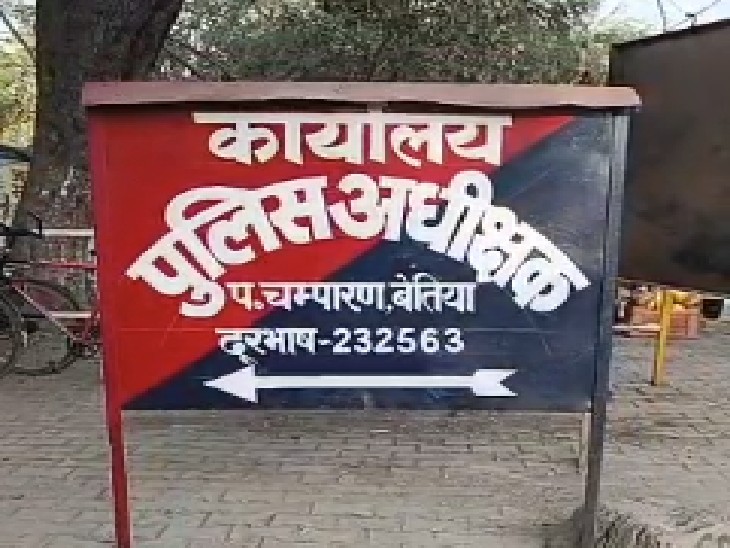 कार्यालय
पुलिस अधीक्षक
प.चम्पारण,बेतिया
दूरभाष-232563